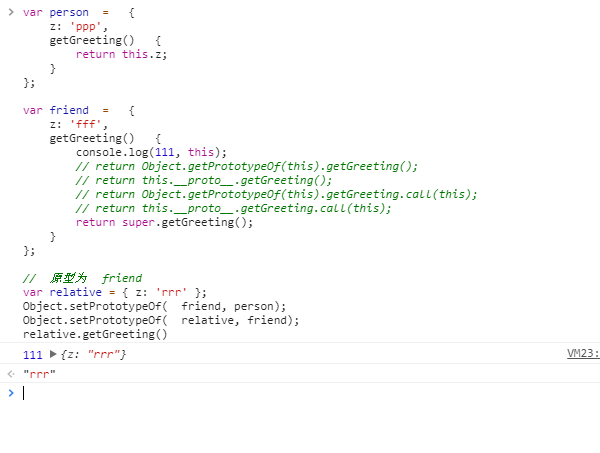 > var person = {
z: 'ppp',
getGreeting() {
return this.z;
}
};
var friend = {
z: 'fff',
getGreeting() {
console.log(111, this);
// return Object.getPrototypeOf(this).getGreeting();
// return this.__proto__.getGreeting();
// return Object.getPrototypeOf(this).getGreeting.call(this);
// return this.__proto__.getGreeting.call(this);
return super.getGreeting();
}
};
// 原型为 friend
var relative = { z: 'rrr' };
Object.setPrototypeOf( friend, person);
Object.setPrototypeOf( relative, friend);
relative.getGreeting()
111 ▶{z: "rrr"} VM23:
"rrr"
>